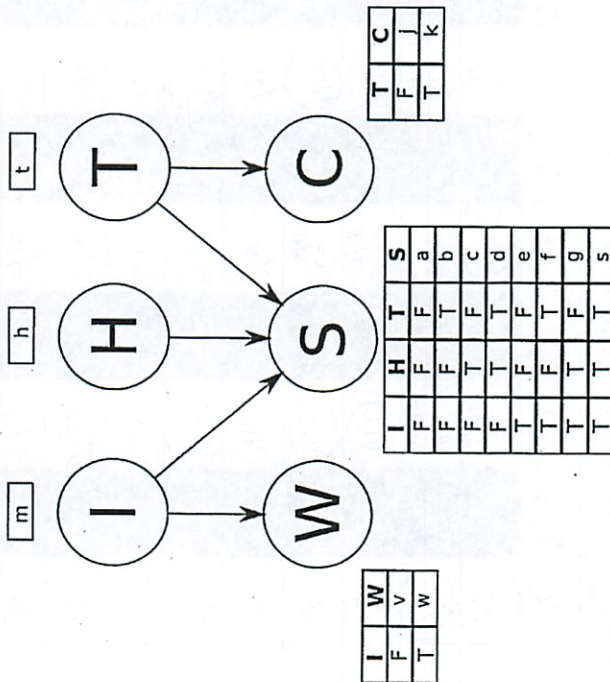 m h t
I H T
W S C
I W
F v
T w
I H T S
F F F a
F F T b
F T F c
F T T d
T F F e
T F T f
T T F g
T T T s
T C
F j
T k